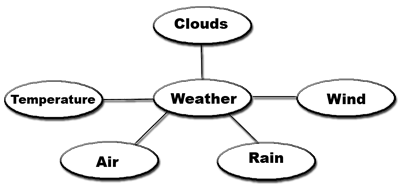 Clouds
Temperature
Weather
Wind
Air
Rain